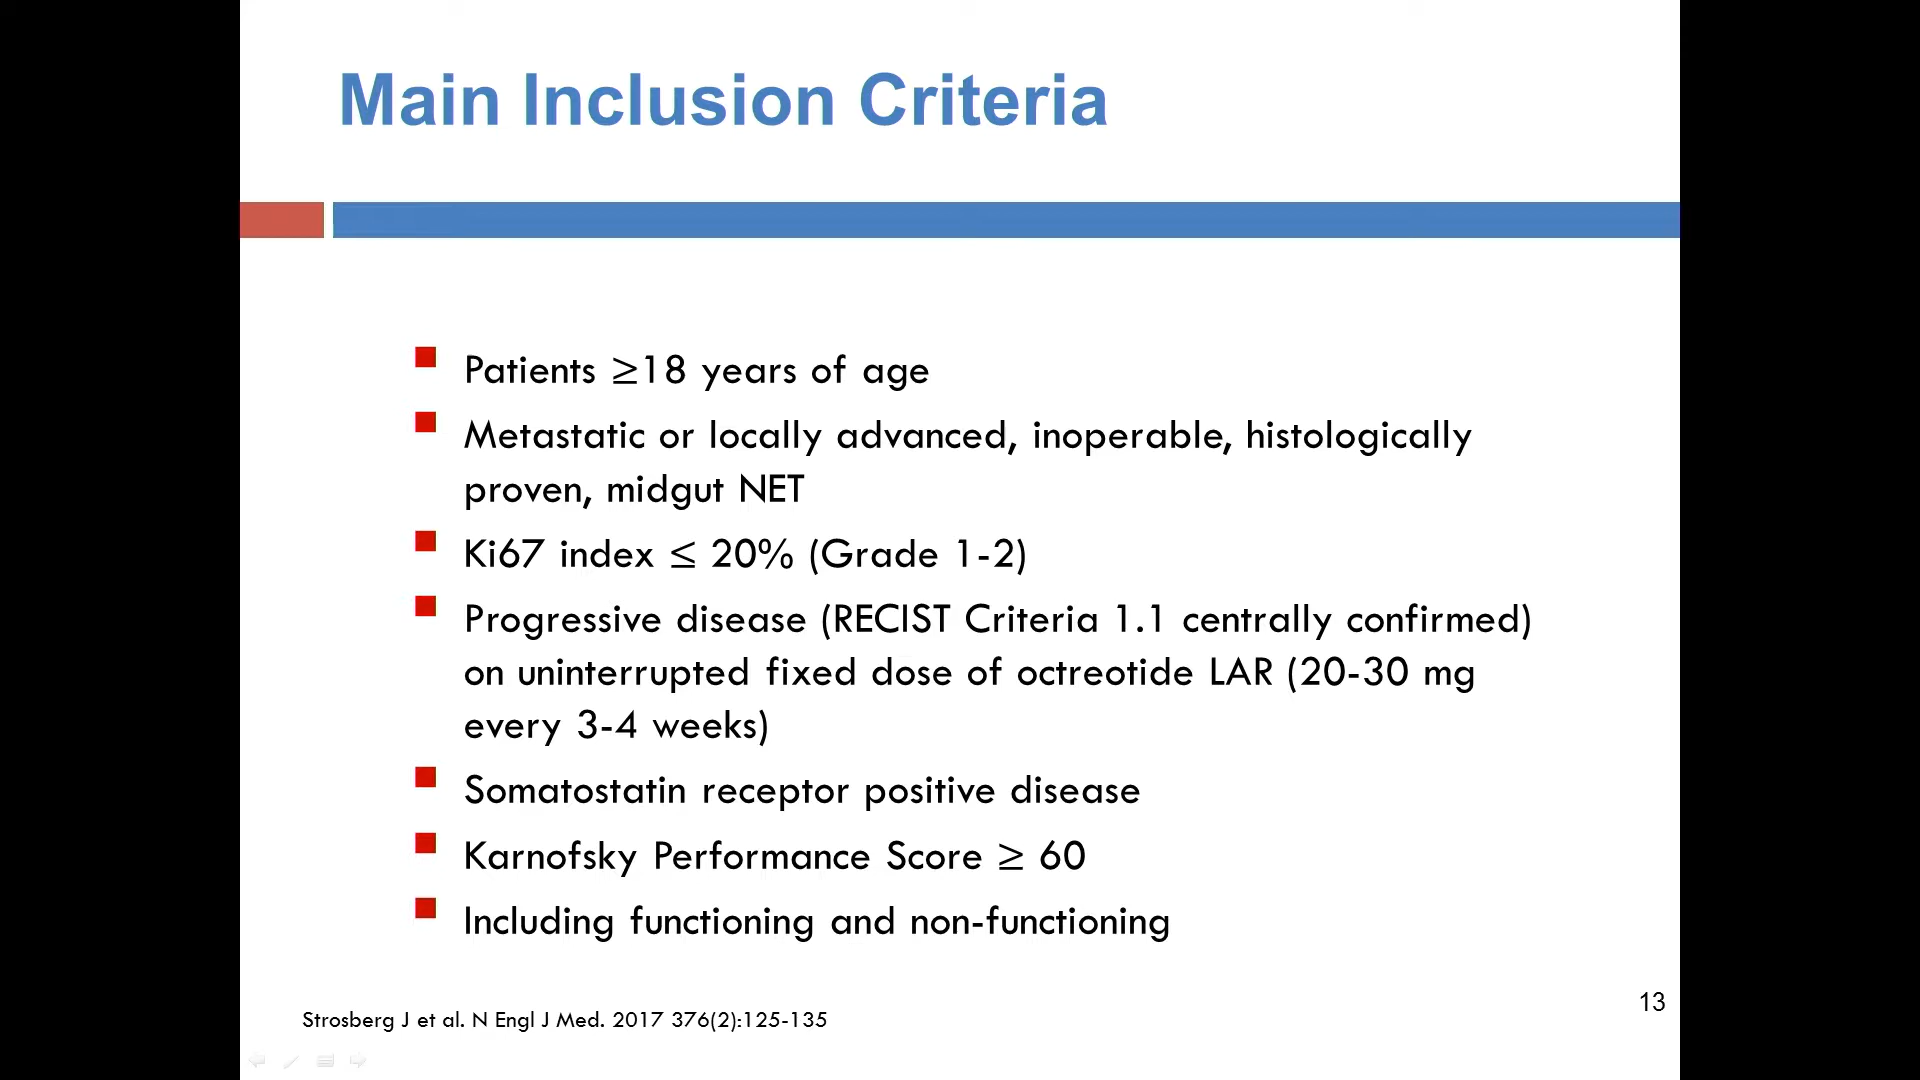 Main Inclusion Criteria
Patients ≥18 years of age
Metastatic or locally advanced, inoperable, histologically
proven, midgut NET
Ki67 index ≤ 20% (Grade 1-2)
Progressive disease (RECIST Criteria 1.1 centrally confirmed)
on uninterrupted fixed dose of octreotide LAR (20-30 mg
every 3-4 weeks)
Somatostatin receptor positive disease
Karnofsky Performance Score ≥ 60
Including functioning and non-functioning
13
Strosberg J et al. N Engl J Med. 2017 376(2):125-135